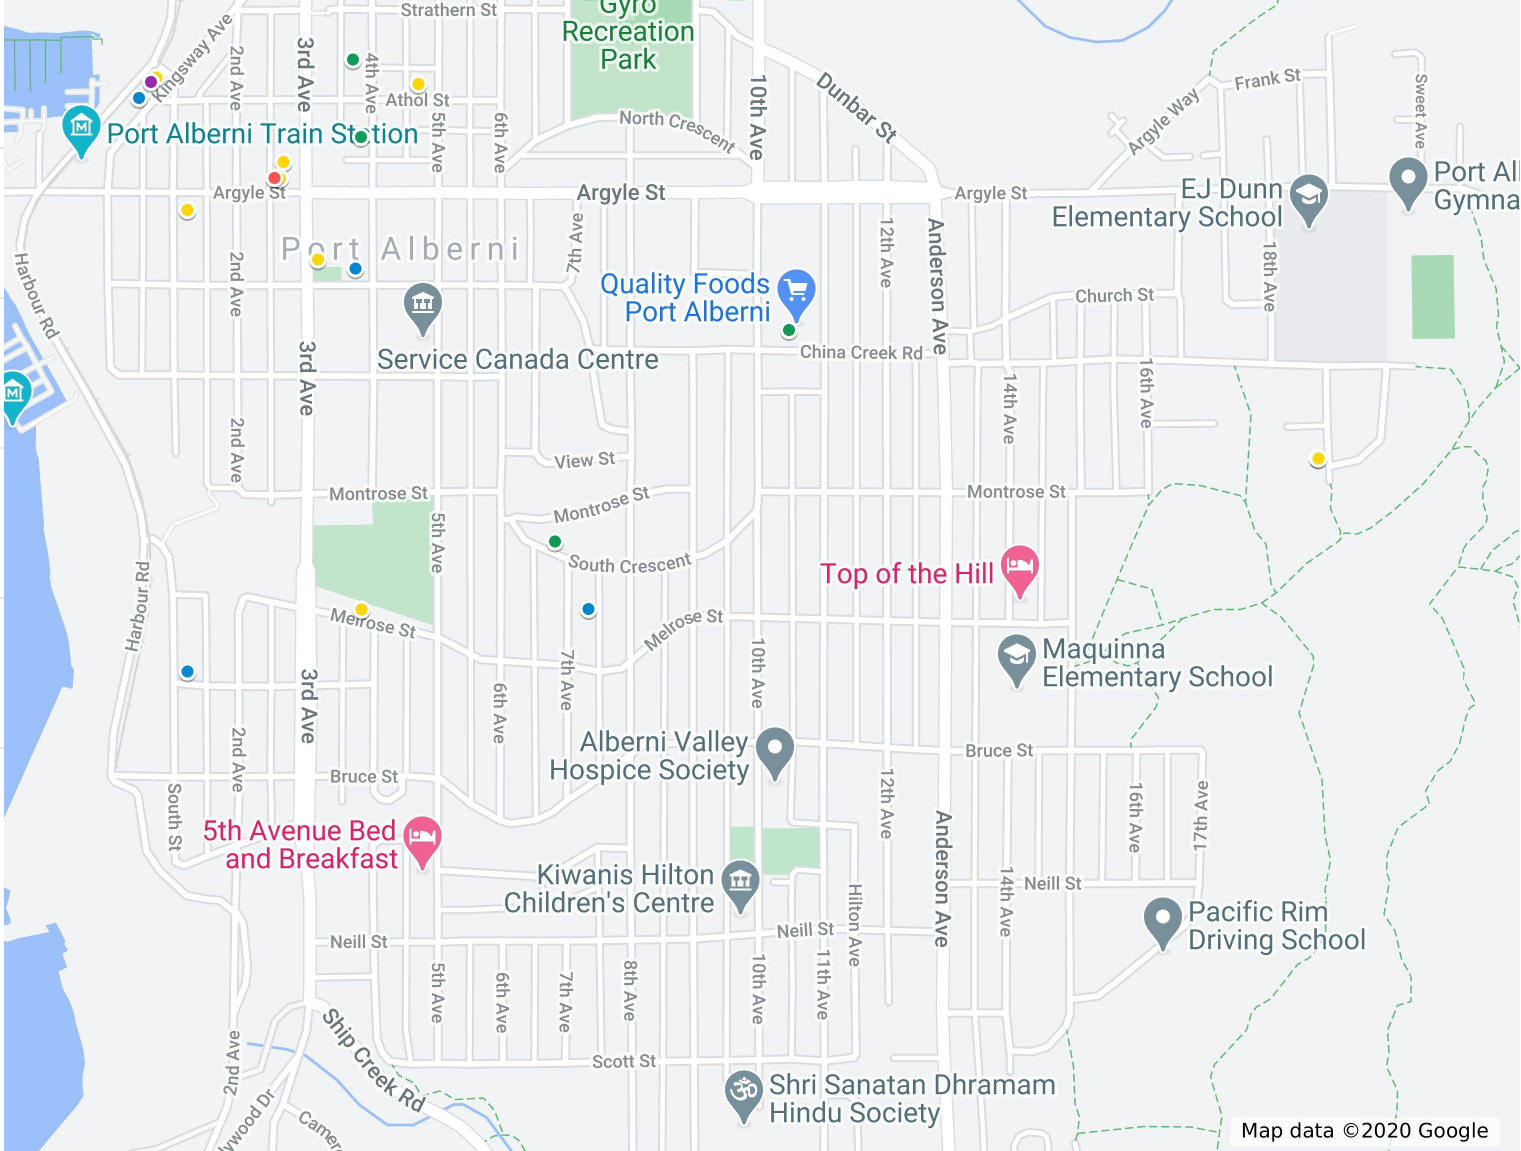 Strathern St
Gyro
Recreation
Park
Kingsway Ave
2nd Ave
3rd Ave
4th Ave
Athol St
5th Ave
6th Ave
North Crescent
10th Ave
Dunbar St
Frank St
Sweet Ave
Argyle Way
Port Alberni Train Station
Argyle St
Argyle St
Argyle St
EJ Dunn
Elementary School
Port Al
Gymna
Port Alberni
7th Ave
12th Ave
Anderson Ave
18th Ave
Harbour Rd
2nd Ave
Quality Foods
Port Alberni
Church St
Service Canada Centre
China Creek Rd
3rd Ave
14th Ave
16th Ave
2nd Ave
View St
Montrose St
Montrose St
Montrose St
5th Ave
South Crescent
Top of the Hill
Harbour Rd
Melrose St
Melrose St
Maquinna
Elementary School
3rd Ave
6th Ave
7th Ave
10th Ave
2nd Ave
Alberni Valley
Hospice Society
Bruce St
Bruce St
South St
12th Ave
16th Ave
17th Ave
5th Avenue Bed
and Breakfast
Anderson Ave
Kiwanis Hilton
Children's Centre
Neill St
14th Ave
Hilton Ave
Pacific Rim
Driving School
Neill St
Neill St
5th Ave
6th Ave
7th Ave
8th Ave
10th Ave
11th Ave
2nd Ave
Ship Creek Rd
Scott St
Shri Sanatan Dhramam
Hindu Society
lywood Dr
Camer
Map data ©2020 Google